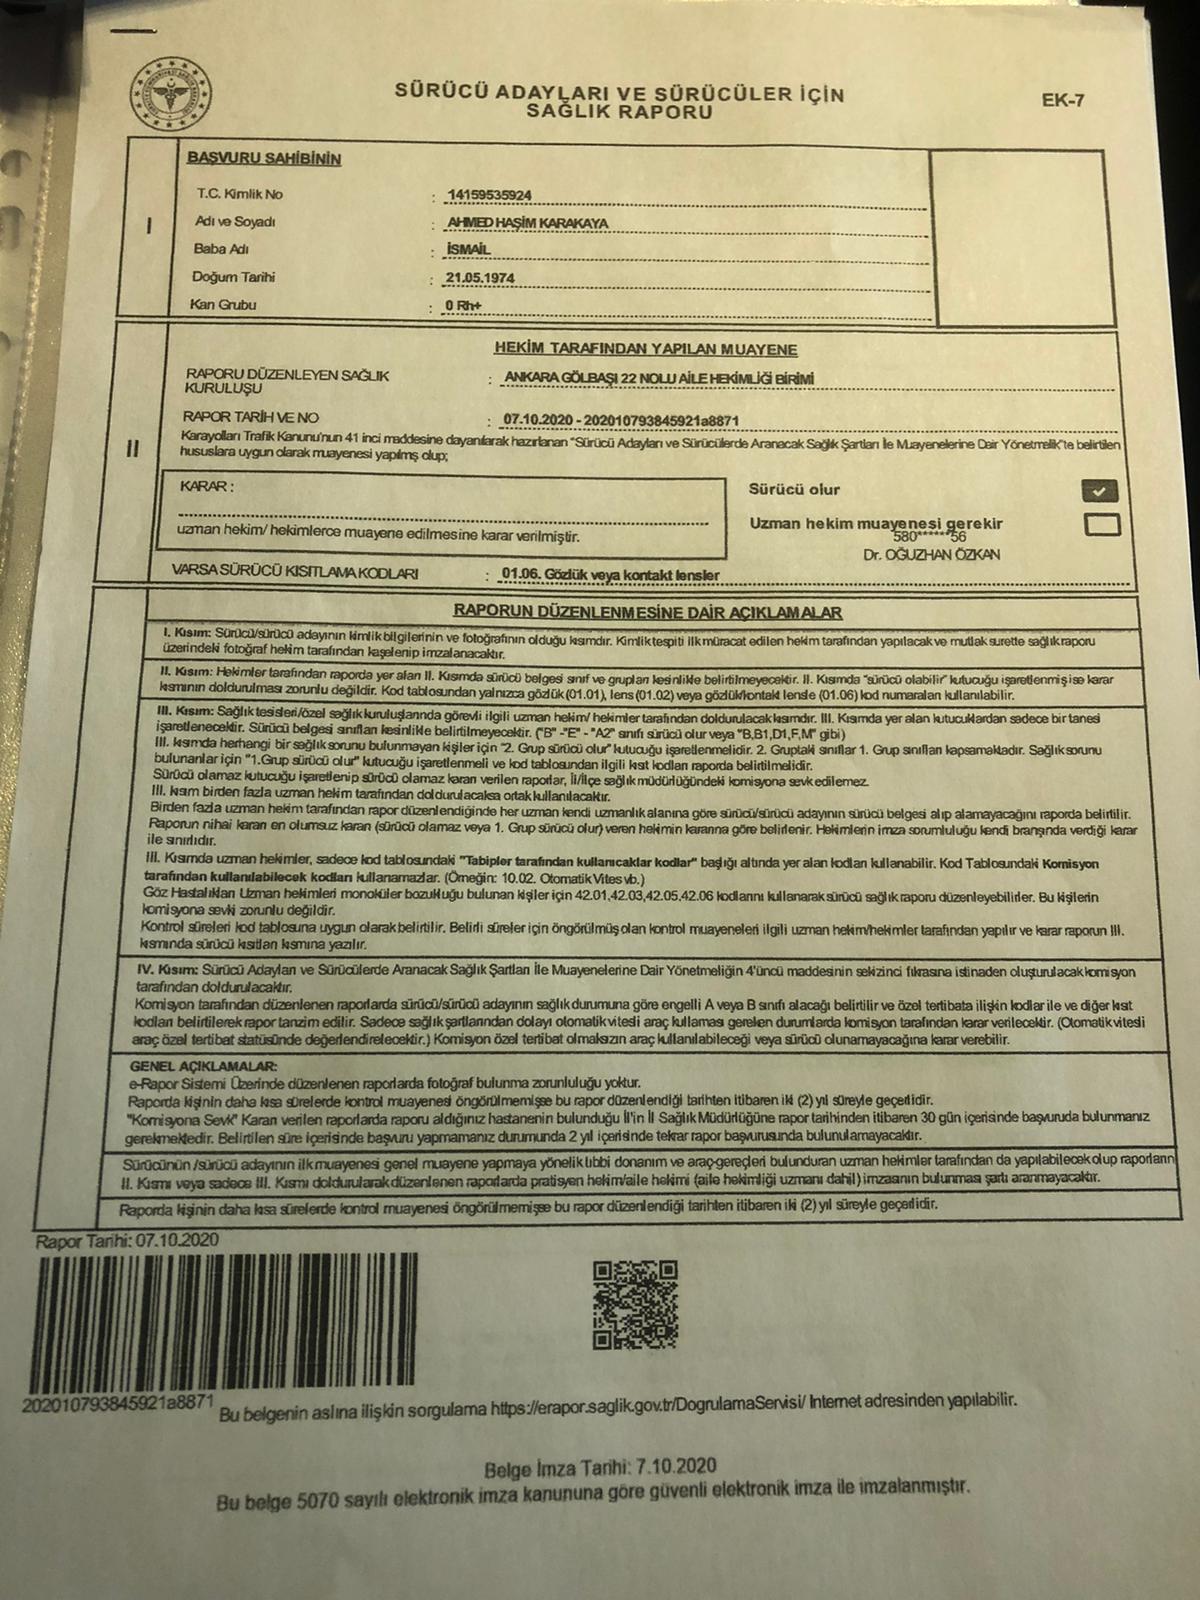 SÜRÜCÜ ADAYLARI VE SÜRÜCÜLER İÇİN
SAĞLIK RAPORU
EK-7
I
BAŞVURU SAHİBİNİN
T.C. Kimlik No : 14159535924
Adı ve Soyadı : AHMED HAŞİM KARAKAYA
Baba Adı : İSMAİL
Doğum Tarihi : 21.05.1974
Kan Grubu : 0 Rh+
II
HEKİM TARAFINDAN YAPILAN MUAYENE
RAPORU DÜZENLEYEN SAĞLIK
KURULUŞU : ANKARA GÖLBAŞI 22 NOLU AİLE HEKİMLİĞİ BİRİMİ
RAPOR TARİH VE NO : 07.10.2020 - 202010793845921a8871
Karayolları Trafik Kanunu'nun 41 inci maddesine dayanılarak hazırlanan "Sürücü Adayları ve Sürücülerde Aranacak Sağlık Şartları İle Muayenelerine Dair Yönetmelik"te belirtilen
hususlara uygun olarak muayenesi yapılmış olup;
KARAR :
uzman hekim/ hekimlerce muayene edilmesine karar verilmiştir.
Sürücü olur
Uzman hekim muayenesi gerekir
580******56
Dr. OĞUZHAN ÖZKAN
VARSA SÜRÜCÜ KISITLAMA KODLARI : 01.06. Gözlük veya kontakt lensler
RAPORUN DÜZENLENMESİNE DAİR AÇIKLAMALAR
I. Kısım: Sürücü/sürücü adayının kimlik bilgilerinin ve fotoğrafının olduğu kısımdır. Kimlik tespiti ilk müracat edilen hekim tarafından yapılacak ve mutlak surette sağlık raporu
üzerindeki fotoğraf hekim tarafından kaşelenip imzalanacaktır.
II. Kısım: Hekimler tarafından raporda yer alan II. Kısımda sürücü belgesi sınıf ve grupları kesinlikle belirtilmeyecektir. II. Kısımda "sürücü olabilir" kutucuğu işaretlenmiş ise karar
kısmının doldurulması zorunlu değildir. Kod tablosundan yalnızca gözlük (01.01), lens (01.02) veya gözlük/kontakt lensle (01.06) kod numaraları kullanılabilir.
III. Kısım: Sağlık tesisleri/özel sağlık kuruluşlarında görevli ilgili uzman hekim/ hekimler tarafından doldurulacak kısımdır. III. Kısımda yer alan kutucuklardan sadece bir tanesi
işaretlenecektir. Sürücü belgesi sınıfları kesinlikle belirtilmeyecektir. ("B" -"E" - "A2" sınıfı sürücü olur veya "B,B1,D1,F,M" gibi)
III. kısımda herhangi bir sağlık sorunu bulunmayan kişiler için "2. Grup sürücü olur" kutucuğu işaretlenmelidir. 2. Gruptaki sınıflar 1. Grup sınıfları kapsamaktadır. Sağlık sorunu
bulunanlar için "1.Grup sürücü olur" kutucuğu işaretlenmeli ve kod tablosundan ilgili kısıt kodları raporda belirtilmelidir.
Sürücü olamaz kutucuğu işaretlenip sürücü olamaz kararı verilen raporlar, İl/İlçe sağlık müdürlüğündeki komisyona sevk edilemez.
III. kısım birden fazla uzman hekim tarafından doldurulacaksa ortak kullanılacaktır.
Birden fazla uzman hekim tarafından rapor düzenlendiğinde her uzman kendi uzmanlık alanına göre sürücü/sürücü adayının sürücü belgesi alıp alamayacağını raporda belirtilir.
Raporun nihai kararı en olumsuz kararı (sürücü olamaz veya 1. Grup sürücü olur) veren hekimin kararına göre belirlenir. Hekimlerin imza sorumluluğu kendi branşında verdiği karar
ile sınırlıdır.
III. Kısımda uzman hekimler, sadece kod tablosundaki "Tabipler tarafından kullanıcaklar kodlar" başlığı altında yer alan kodları kullanabilir. Kod Tablosundaki Komisyon
tarafından kullanılabilecek kodları kullanamazlar. (Örneğin: 10.02. Otomatik Vites vb.)
Göz Hastalıkları Uzman hekimleri monoküler bozukluğu bulunan kişiler için 42.01,42.03,42.05,42.06 kodlarını kullanarak sürücü sağlık raporu düzenleyebilirler. Bu kişilerin
komisyona sevki zorunlu değildir.
Kontrol süreleri kod tablosuna uygun olarak belirtilir. Belirli süreler için öngörülmüş olan kontrol muayeneleri ilgili uzman hekim/hekimler tarafından yapılır ve karar raporun III.
kısmında sürücü kısıtları kısmına yazılır.
IV. Kısım: Sürücü Adayları ve Sürücülerde Aranacak Sağlık Şartları İle Muayenelerine Dair Yönetmeliğin 4'üncü maddesinin sekizinci fıkrasına istinaden oluşturulacak komisyon
tarafından doldurulacaktır.
Komisyon tarafından düzenlenen raporlarda sürücü/sürücü adayının sağlık durumuna göre engelli A veya B sınıfı alacağı belirtilir ve özel tertibata ilişkin kodlar ile ve diğer kısıt
kodları belirtilerek rapor tanzim edilir. Sadece sağlık şartlarından dolayı otomatik vitesli araç kullaması gereken durumlarda komisyon tarafından karar verilecektir. (Otomatik vitesli
araç özel tertibat statüsünde değerlendirelecektir.) Komisyon özel tertibat olmaksızın araç kullanılabileceği veya sürücü olunamayacağına karar verebilir.
GENEL AÇIKLAMALAR:
e-Rapor Sistemi Üzerinde düzenlenen raporlarda fotoğraf bulunma zorunluluğu yoktur.
Raporda kişinin daha kısa sürelerde kontrol muayenesi öngörülmemişse bu rapor düzenlendiği tarihten itibaren iki (2) yıl süreyle geçerlidir.
"Komisyona Sevk" Kararı verilen raporlarda raporu aldığınız hastanenin bulunduğu İl'in İl Sağlık Müdürlüğüne rapor tarihinden itibaren 30 gün içerisinde başvuruda bulunmanız
gerekmektedir. Belirtilen süre içerisinde başvuru yapmamanız durumunda 2 yıl içerisinde tekrar rapor başvurusunda bulunulamayacaktır.
Sürücünün /sürücü adayının ilk muayenesi genel muayene yapmaya yönelik tıbbi donanım ve araç-gereçleri bulunduran uzman hekimler tarafından da yapılabilecek olup raporların
II. Kısmı veya sadece III. Kısmı doldurularak düzenlenen raporlarda pratisyen hekim/aile hekimi (aile hekimliği uzmanı dahil) imzasının bulunması şartı aranmayacaktır.
Raporda kişinin daha kısa sürelerde kontrol muayenesi öngörülmemişse bu rapor düzenlendiği tarihten itibaren iki (2) yıl süreyle geçerlidir.
Rapor Tarihi: 07.10.2020
202010793845921a8871
Bu belgenin aslına ilişkin sorgulama https://erapor.saglik.gov.tr/DogrulamaServisi/ Internet adresinden yapılabilir.
Belge İmza Tarihi: 7.10.2020
Bu belge 5070 sayılı elektronik imza kanununa göre güvenli elektronik imza ile imzalanmıştır.